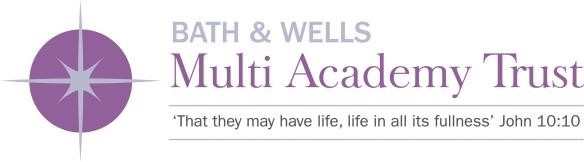 BATH & WELLS
Multi Academy Trust
‘That they may have life, life in all its fullness’ John 10:10